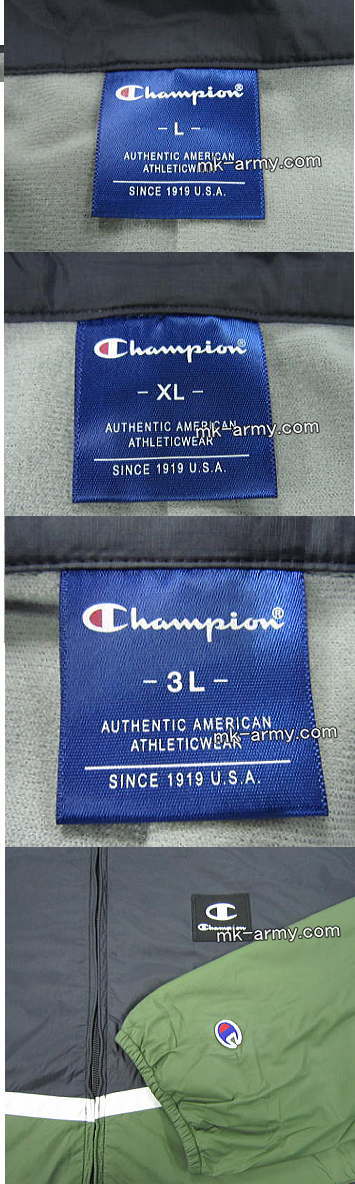 Champion®
- L -
AUTHENTIC AMERICAN
ATHLETICWEAR
mk-army.com
SINCE 1919 U.S.A.
Champion®
- XL -
AUTHENTIC AMERICAN
mk-army.com
ATHLETICWEAR
SINCE 1919 U.S.A.
Champion®
- 3L -
AUTHENTIC AMERICAN
mk-army.com
ATHLETICWEAR
SINCE 1919 U.S.A.
Champion
mk-army.com